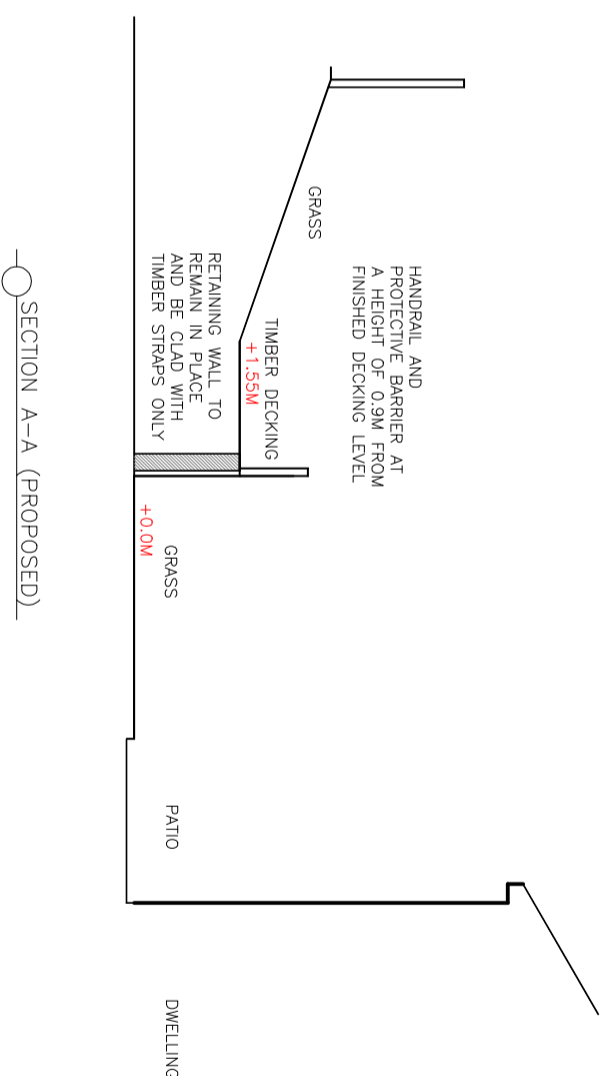 HANDRAIL AND
PROTECTIVE BARRIER AT
A HEIGHT OF 0.9M FROM
FINISHED DECKING LEVEL
GRASS
TIMBER DECKING
+1.55M
RETAINING WALL TO
REMAIN IN PLACE
AND BE CLAD WITH
TIMBER STRAPS ONLY
GRASS
+0.0M
PATIO
DWELLING
SECTION A-A (PROPOSED)